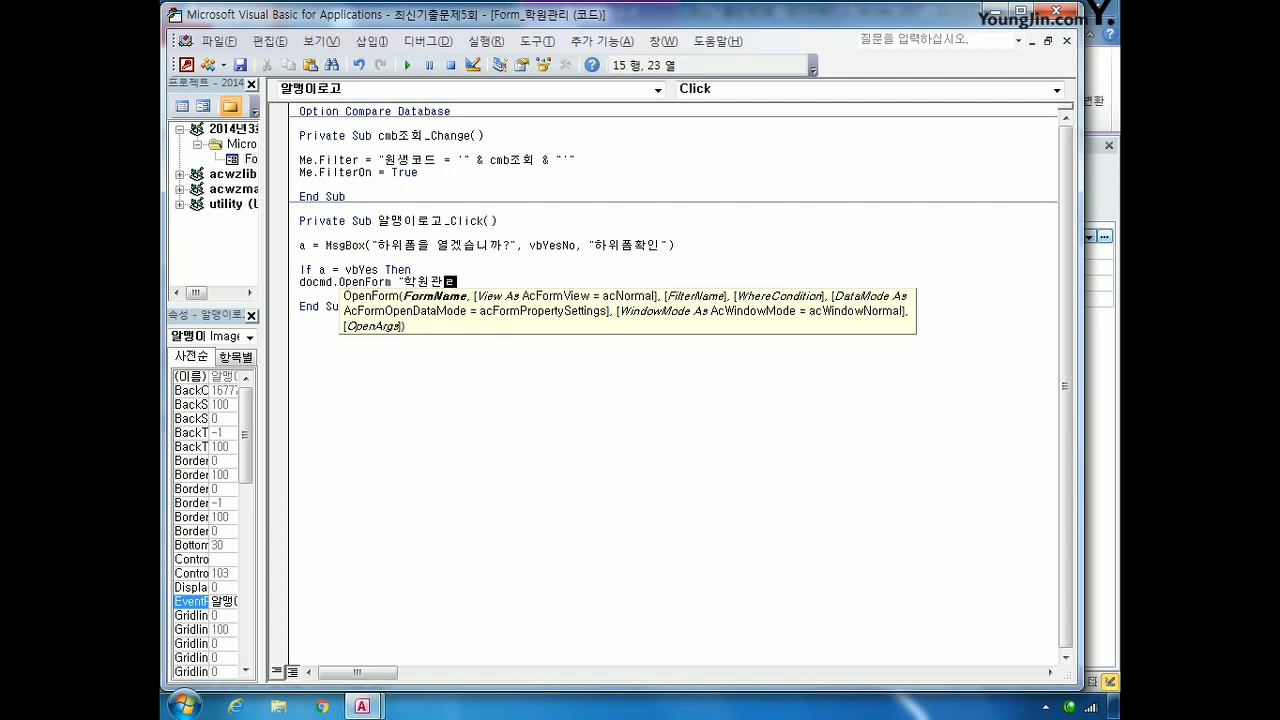 Microsoft Visual Basic for Applications - 최신기출문제5회 - [Form_학원관리 (코드)]
YoungJin.com Y.
파일(F) 편집(E) 보기(V) 삽입(I) 디버그(D) 실행(R) 도구(T) 추가 기능(A) 창(W) 도움말(H)
질문을 입력하십시오.
15 행, 23 열
프로젝트 - 2014
알맹이로고
Click
변환
2014년3
Micro
Fo
acwzlib
acwzma
utility (L
Option Compare Database
Private Sub cmb조회_Change()
Me.Filter = "원생코드 = '" & cmb조회 & "'"
Me.FilterOn = True
End Sub
Private Sub 알맹이로고_Click()
a = MsgBox("하위폼을 열겠습니까?", vbYesNo, "하위폼확인")
If a = vbYes Then
docmd.OpenForm "학원관ㄹ
OpenForm(FormName, [View As AcFormView = acNormal], [FilterName], [WhereCondition], [DataMode As
AcFormOpenDataMode = acFormPropertySettings], [WindowMode As AcWindowMode = acWindowNormal],
[OpenArgs])
End Su
속성 - 알맹이로
알맹이 Image
사전순 항목별
(이름) 알맹
BackC 1677
BackS 100
BackS 0
BackT -1
BackT 100
Border 0
Border 100
Border 0
Border -1
Border 100
Border 0
Bottom 30
Contro
Contro 103
Displa 0
EventF 알맹
Gridlin 0
Gridlin 100
Gridlin 0
Gridlin 0
Gridlin 0